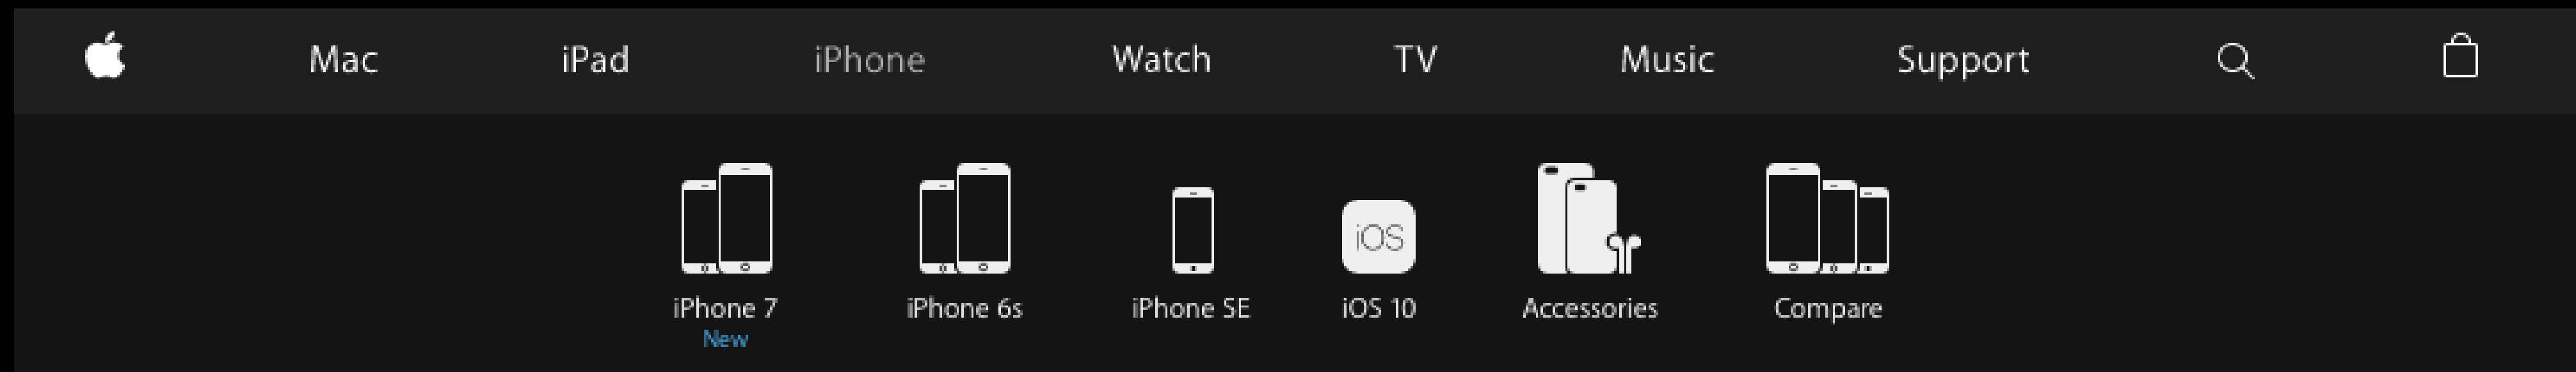 Mac iPad iPhone Watch TV Music Support
iOS
iPhone 7 iPhone 6s iPhone SE iOS 10 Accessories Compare
New